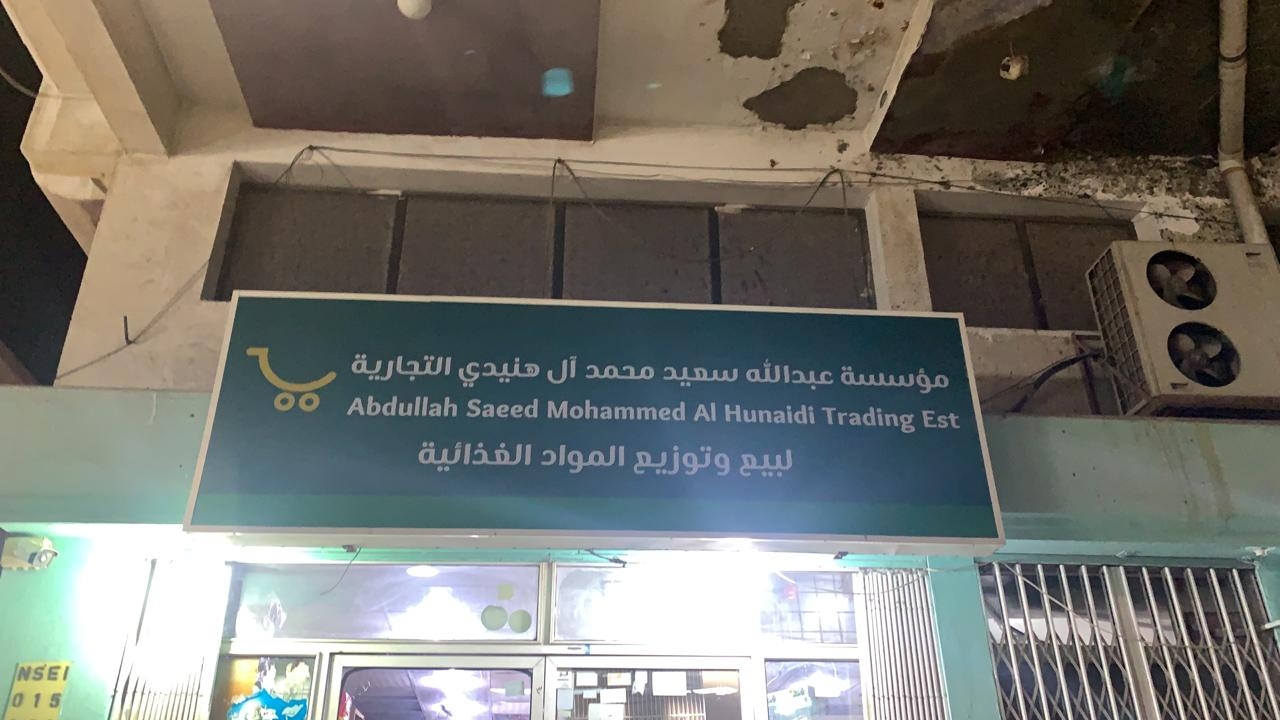 مؤسسة عبدالله سعيد محمد آل هنيدي التجارية
Abdullah Saeed Mohammed Al Hunaidi Trading Est
لبيع وتوزيع المواد الغذائية
NSEI
015